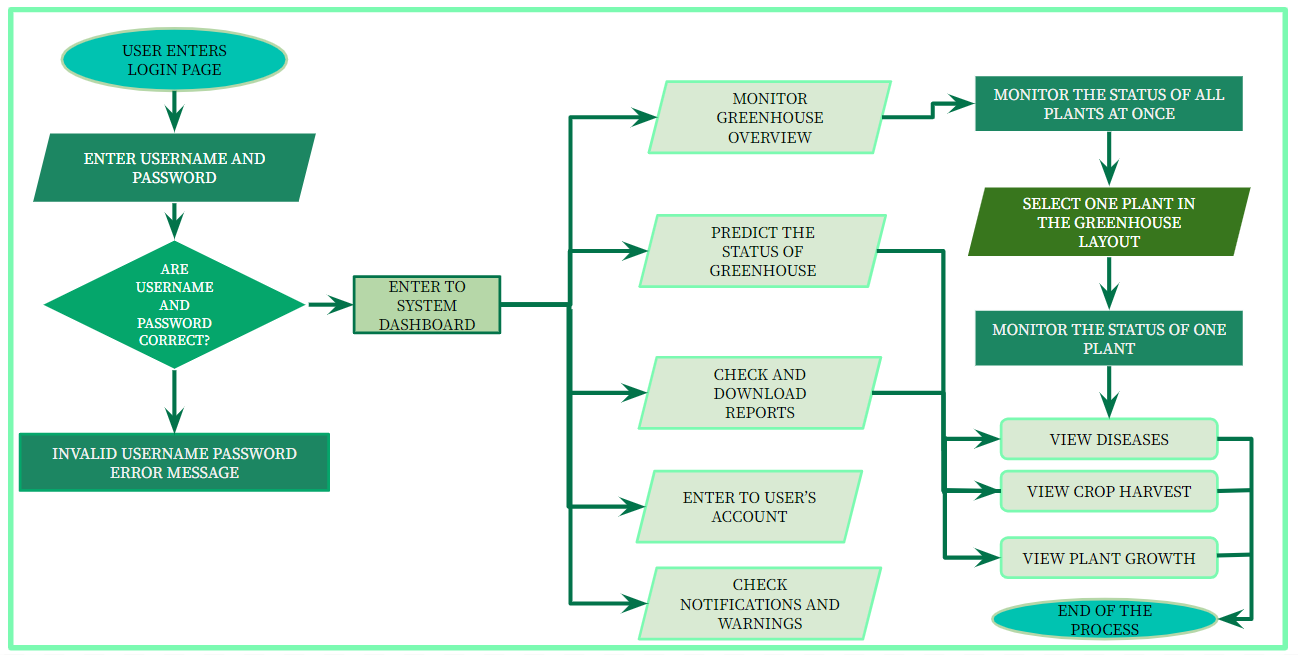 USER ENTERS
LOGIN PAGE
ENTER USERNAME AND
PASSWORD
ARE
USERNAME
AND
PASSWORD
CORRECT?
INVALID USERNAME PASSWORD
ERROR MESSAGE
ENTER TO
SYSTEM
DASHBOARD
MONITOR
GREENHOUSE
OVERVIEW
PREDICT THE
STATUS OF
GREENHOUSE
CHECK AND
DOWNLOAD
REPORTS
ENTER TO USER'S
ACCOUNT
CHECK
NOTIFICATIONS AND
WARNINGS
MONITOR THE STATUS OF ALL
PLANTS AT ONCE
SELECT ONE PLANT IN
THE GREENHOUSE
LAYOUT
MONITOR THE STATUS OF ONE
PLANT
VIEW DISEASES
VIEW CROP HARVEST
VIEW PLANT GROWTH
END OF THE
PROCESS